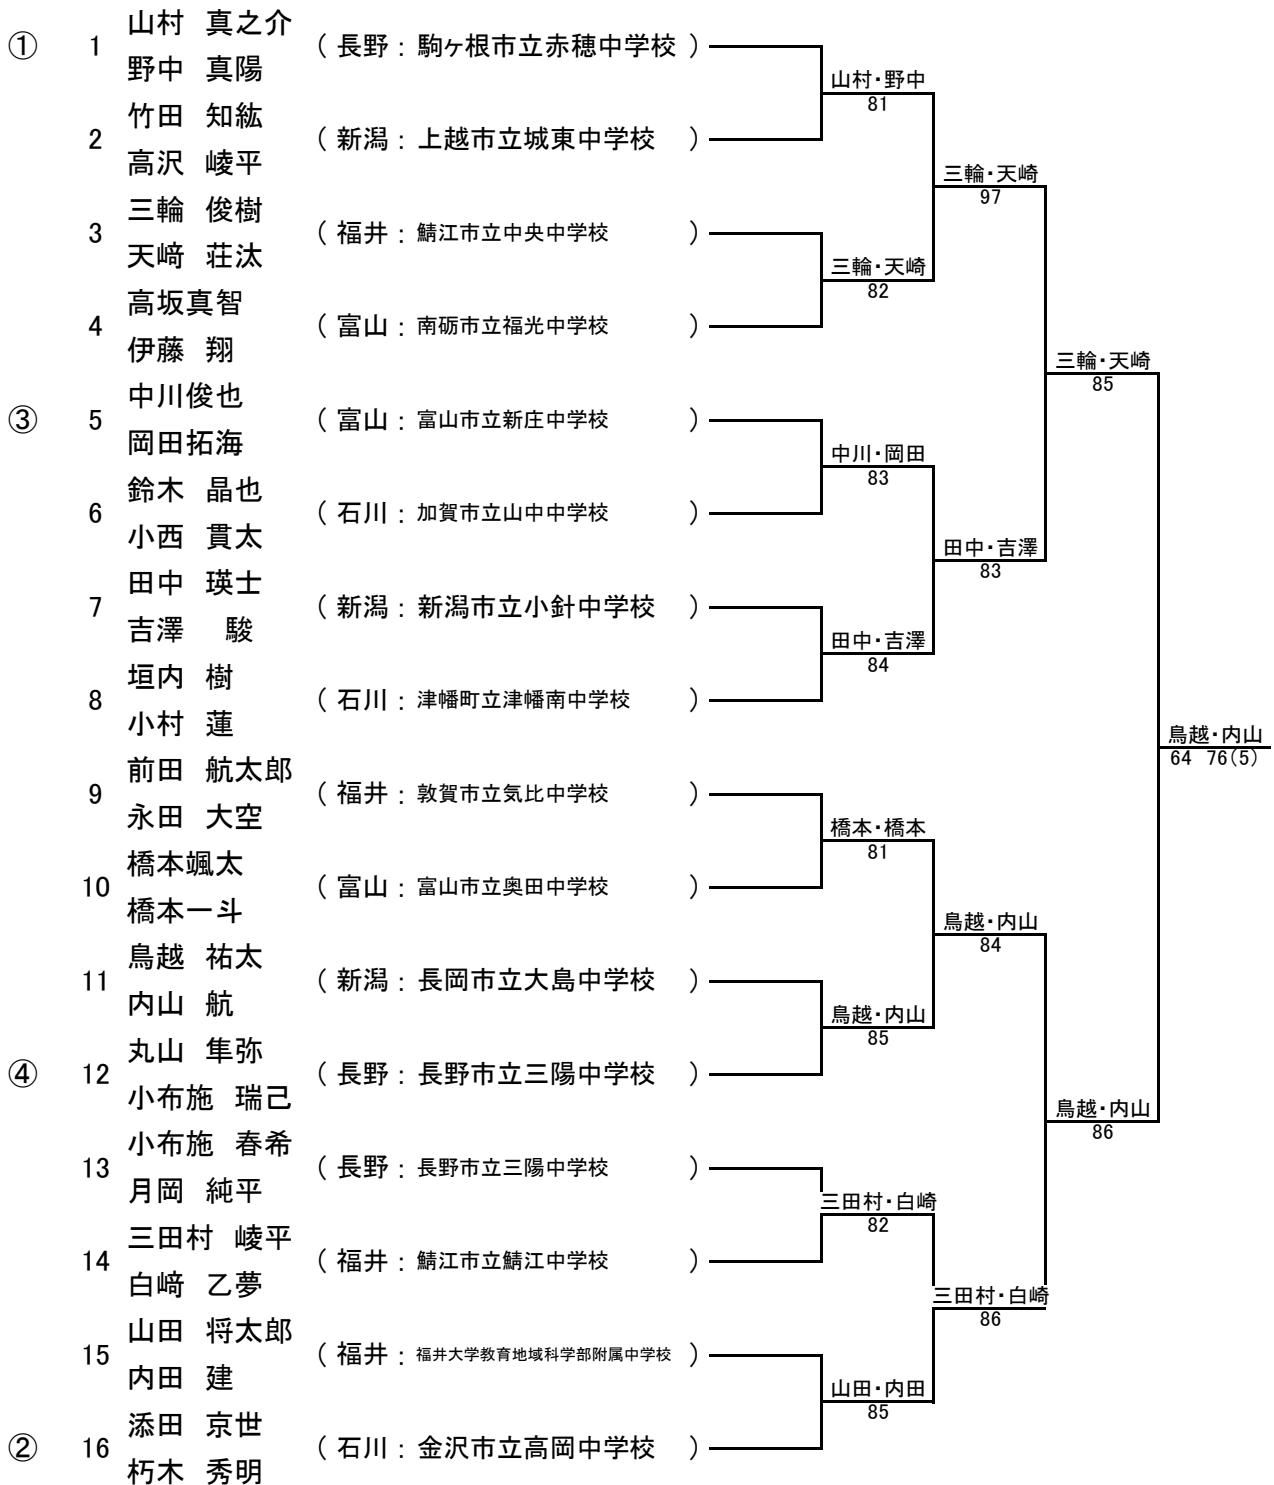 山村 真之介
① 1 ( 長野 : 駒ヶ根市立赤穂中学校 )
野中 真陽
山村・野中
81
竹田 知紘
2 ( 新潟 : 上越市立城東中学校 )
高沢 崚平
三輪・天崎
97
三輪 俊樹
3 ( 福井 : 鯖江市立中央中学校 )
天﨑 荘汰
三輪・天崎
82
高坂真智
4 ( 富山 : 南砺市立福光中学校 )
伊藤 翔
三輪・天崎
85
中川俊也
③ 5 ( 富山 : 富山市立新庄中学校 )
岡田拓海
中川・岡田
83
鈴木 晶也
6 ( 石川 : 加賀市立山中中学校 )
小西 貫太
田中・吉澤
83
田中 瑛士
7 ( 新潟 : 新潟市立小針中学校 )
吉澤 駿
田中・吉澤
84
垣内 樹
8 ( 石川 : 津幡町立津幡南中学校 )
小村 蓮
鳥越・内山
64 76(5)
前田 航太郎
9 ( 福井 : 敦賀市立気比中学校 )
永田 大空
橋本・橋本
81
橋本颯太
10 ( 富山 : 富山市立奥田中学校 )
橋本一斗
鳥越・内山
84
鳥越 祐太
11 ( 新潟 : 長岡市立大島中学校 )
内山 航
鳥越・内山
85
丸山 隼弥
④ 12 ( 長野 : 長野市立三陽中学校 )
小布施 瑞己
鳥越・内山
86
小布施 春希
13 ( 長野 : 長野市立三陽中学校 )
月岡 純平
三田村・白崎
82
三田村 崚平
14 ( 福井 : 鯖江市立鯖江中学校 )
白﨑 乙夢
三田村・白崎
86
山田 将太郎
15 ( 福井 : 福井大学教育地域科学部附属中学校 )
内田 建
山田・内田
85
添田 京世
② 16 ( 石川 : 金沢市立高岡中学校 )
朽木 秀明